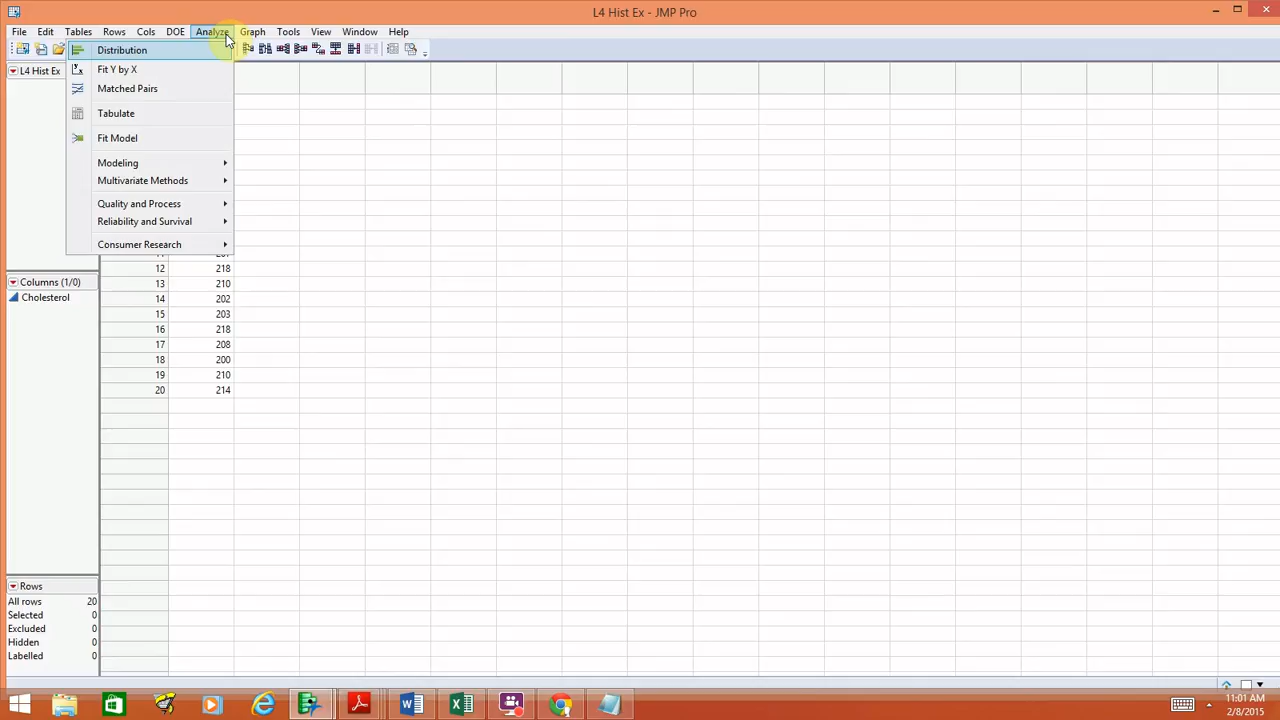 L4 Hist Ex - JMP Pro
File Edit Tables Rows Cols DOE Analyze Graph Tools View Window Help
Distribution
L4 Hist Ex
Fit Y by X
Matched Pairs
Tabulate
Fit Model
Modeling
Multivariate Methods
Quality and Process
Reliability and Survival
Consumer Research
12 218
Columns (1/0)
13 210
Cholesterol
14 202
15 203
16 218
17 208
18 200
19 210
20 214
Rows
All rows 20
Selected 0
Excluded 0
Hidden 0
Labelled 0
11:01 AM
2/8/2015